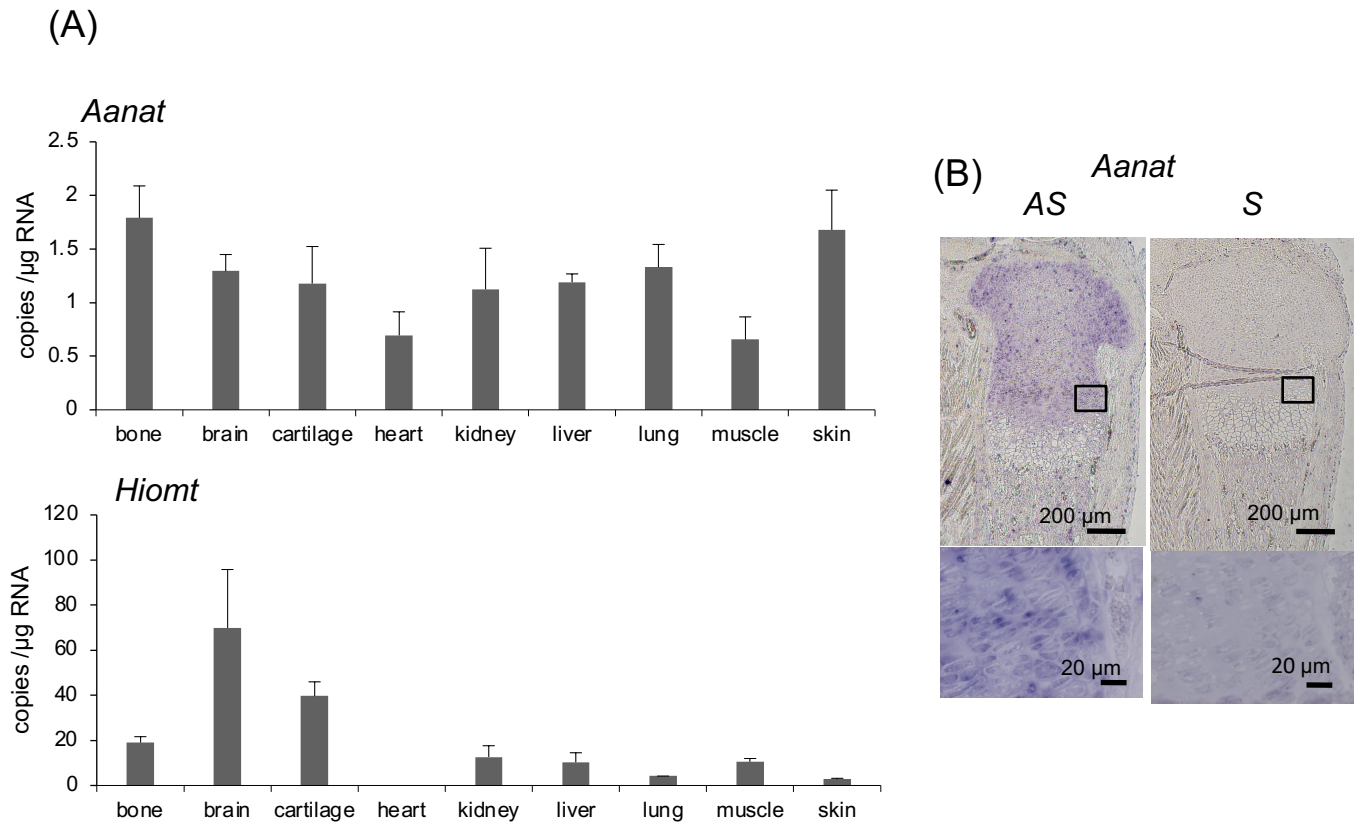 (A)
Aanat
2.5
2
1.5
1
0.5
0
copies /µg RNA
bone brain cartilage heart kidney liver lung muscle skin
Hiomt
120
100
80
60
40
20
0
copies /µg RNA
bone brain cartilage heart kidney liver lung muscle skin
(B)
Aanat
AS S
200 µm 200 µm
20 µm 20 µm